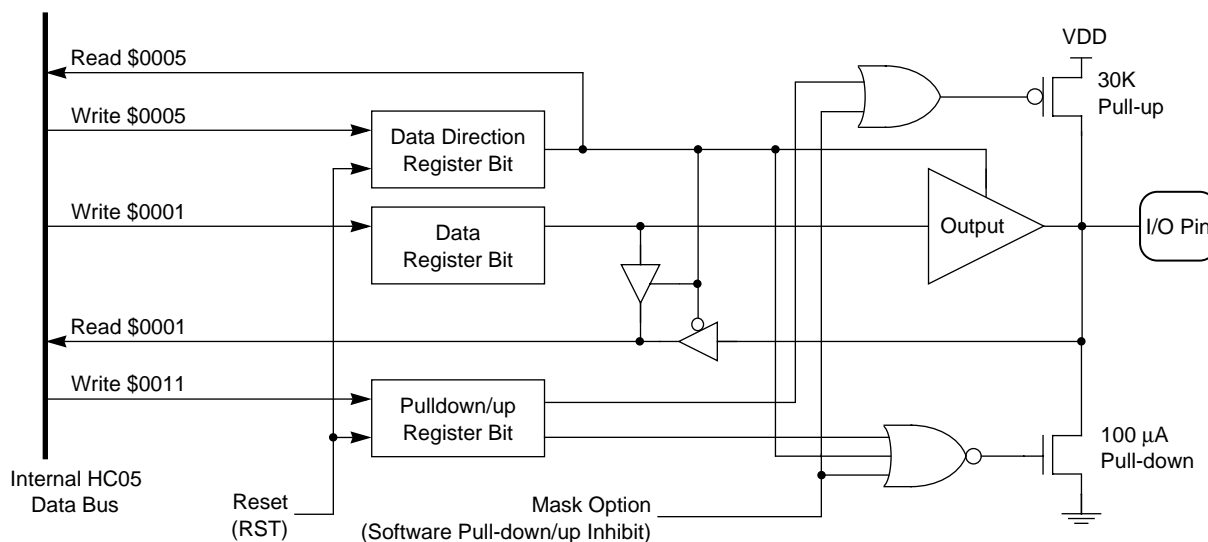 VDD
Read $0005
30K
Pull-up
Write $0005
Data Direction
Register Bit
Write $0001
Data
Register Bit
Output
I/O Pin
Read $0001
Write $0011
Pulldown/up
Register Bit
100 µA
Pull-down
Internal HC05
Data Bus
Reset
(RST)
Mask Option
(Software Pull-down/up Inhibit)